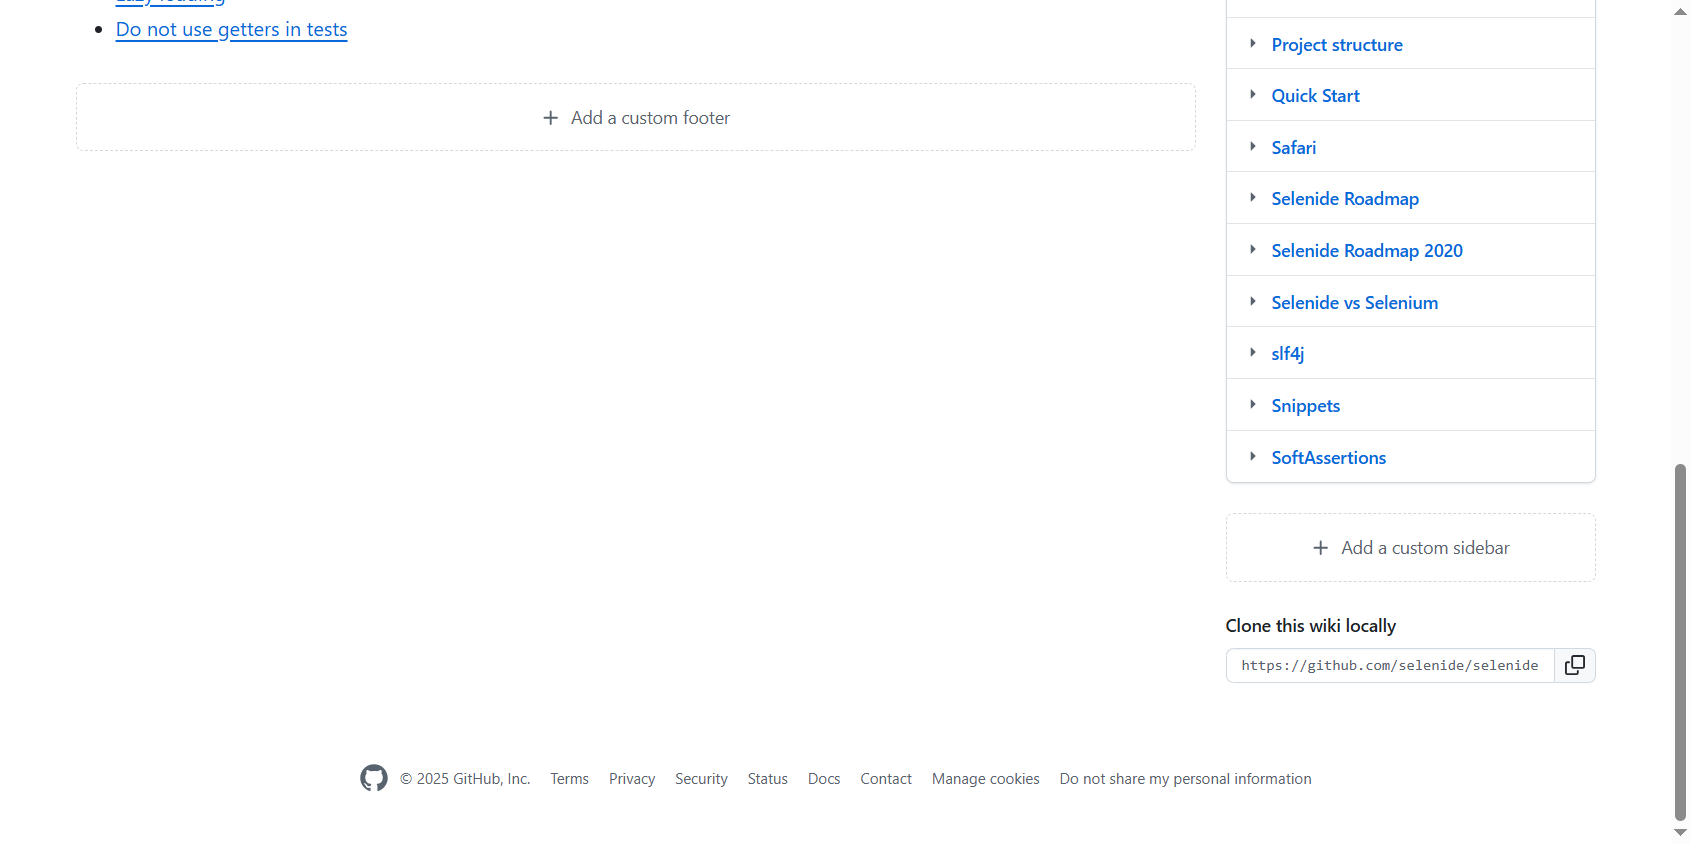 Do not use getters in tests
Add a custom footer
Project structure
Quick Start
Safari
Selenide Roadmap
Selenide Roadmap 2020
Selenide vs Selenium
slf4j
Snippets
SoftAssertions
Add a custom sidebar
Clone this wiki locally
https://github.com/selenide/selenide
© 2025 GitHub, Inc. Terms Privacy Security Status Docs Contact Manage cookies Do not share my personal information